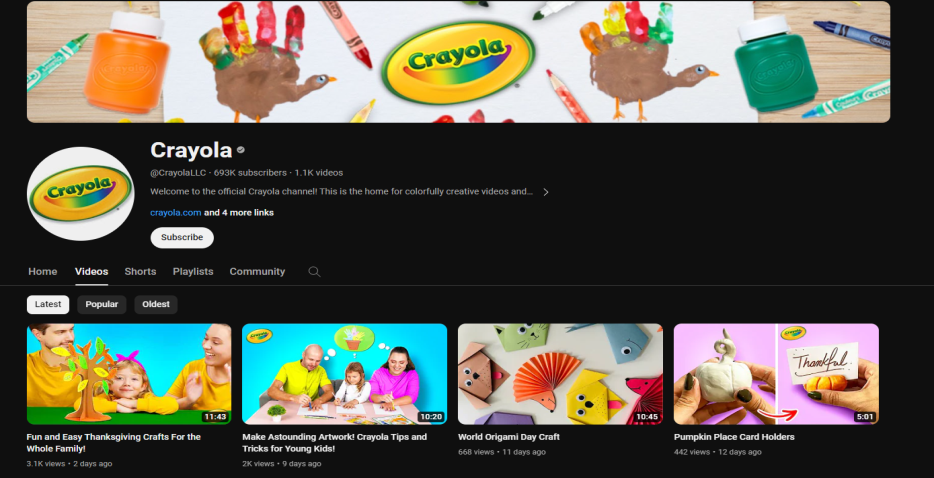 Crayola
Crayola
Crayola
@CrayolaLLC · 693K subscribers · 1.1K videos
Welcome to the official Crayola channel! This is the home for colorfully creative videos and...
crayola.com and 4 more links
Subscribe
Home Videos Shorts Playlists Community
Latest Popular Oldest
Crayola
Crayola
Thankful
11:43 10:20 10:45 5:01
Fun and Easy Thanksgiving Crafts For the
Whole Family!
3.1K views • 2 days ago
Make Astounding Artwork! Crayola Tips and
Tricks for Young Kids!
2K views • 9 days ago
World Origami Day Craft
668 views • 11 days ago
Pumpkin Place Card Holders
442 views • 12 days ago